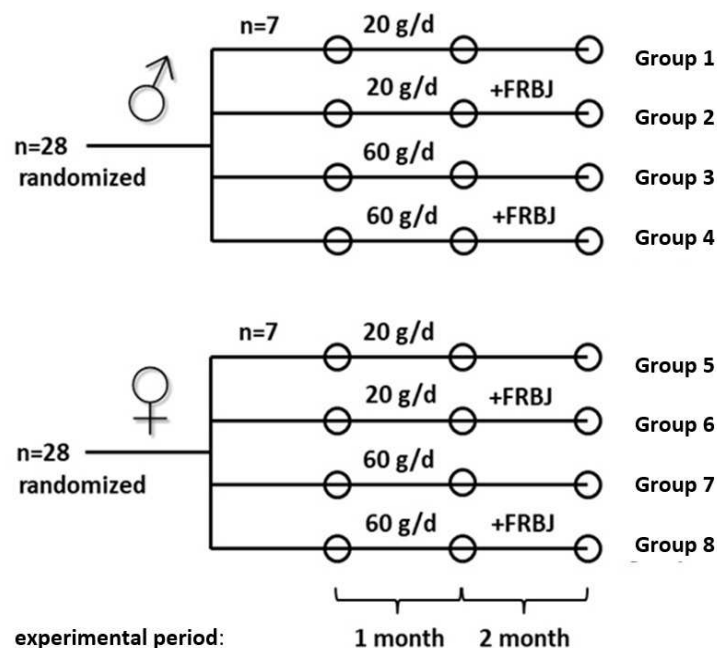 n=7 20 g/d
Group 1
20 g/d +FRBJ
Group 2
n=28
randomized
60 g/d
Group 3
60 g/d +FRBJ
Group 4
n=7 20 g/d
Group 5
20 g/d +FRBJ
Group 6
n=28
randomized
60 g/d
Group 7
60 g/d +FRBJ
Group 8
experimental period: 1 month 2 month